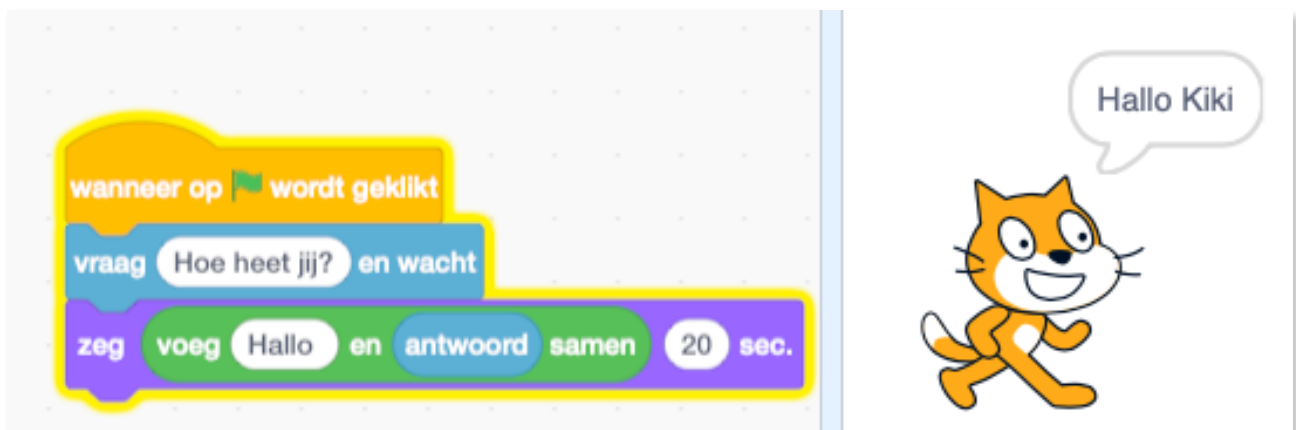 Hallo Kiki
wanneer op wordt geklikt
vraag Hoe heet jij? en wacht
zeg voeg Hallo en antwoord samen 20 sec.